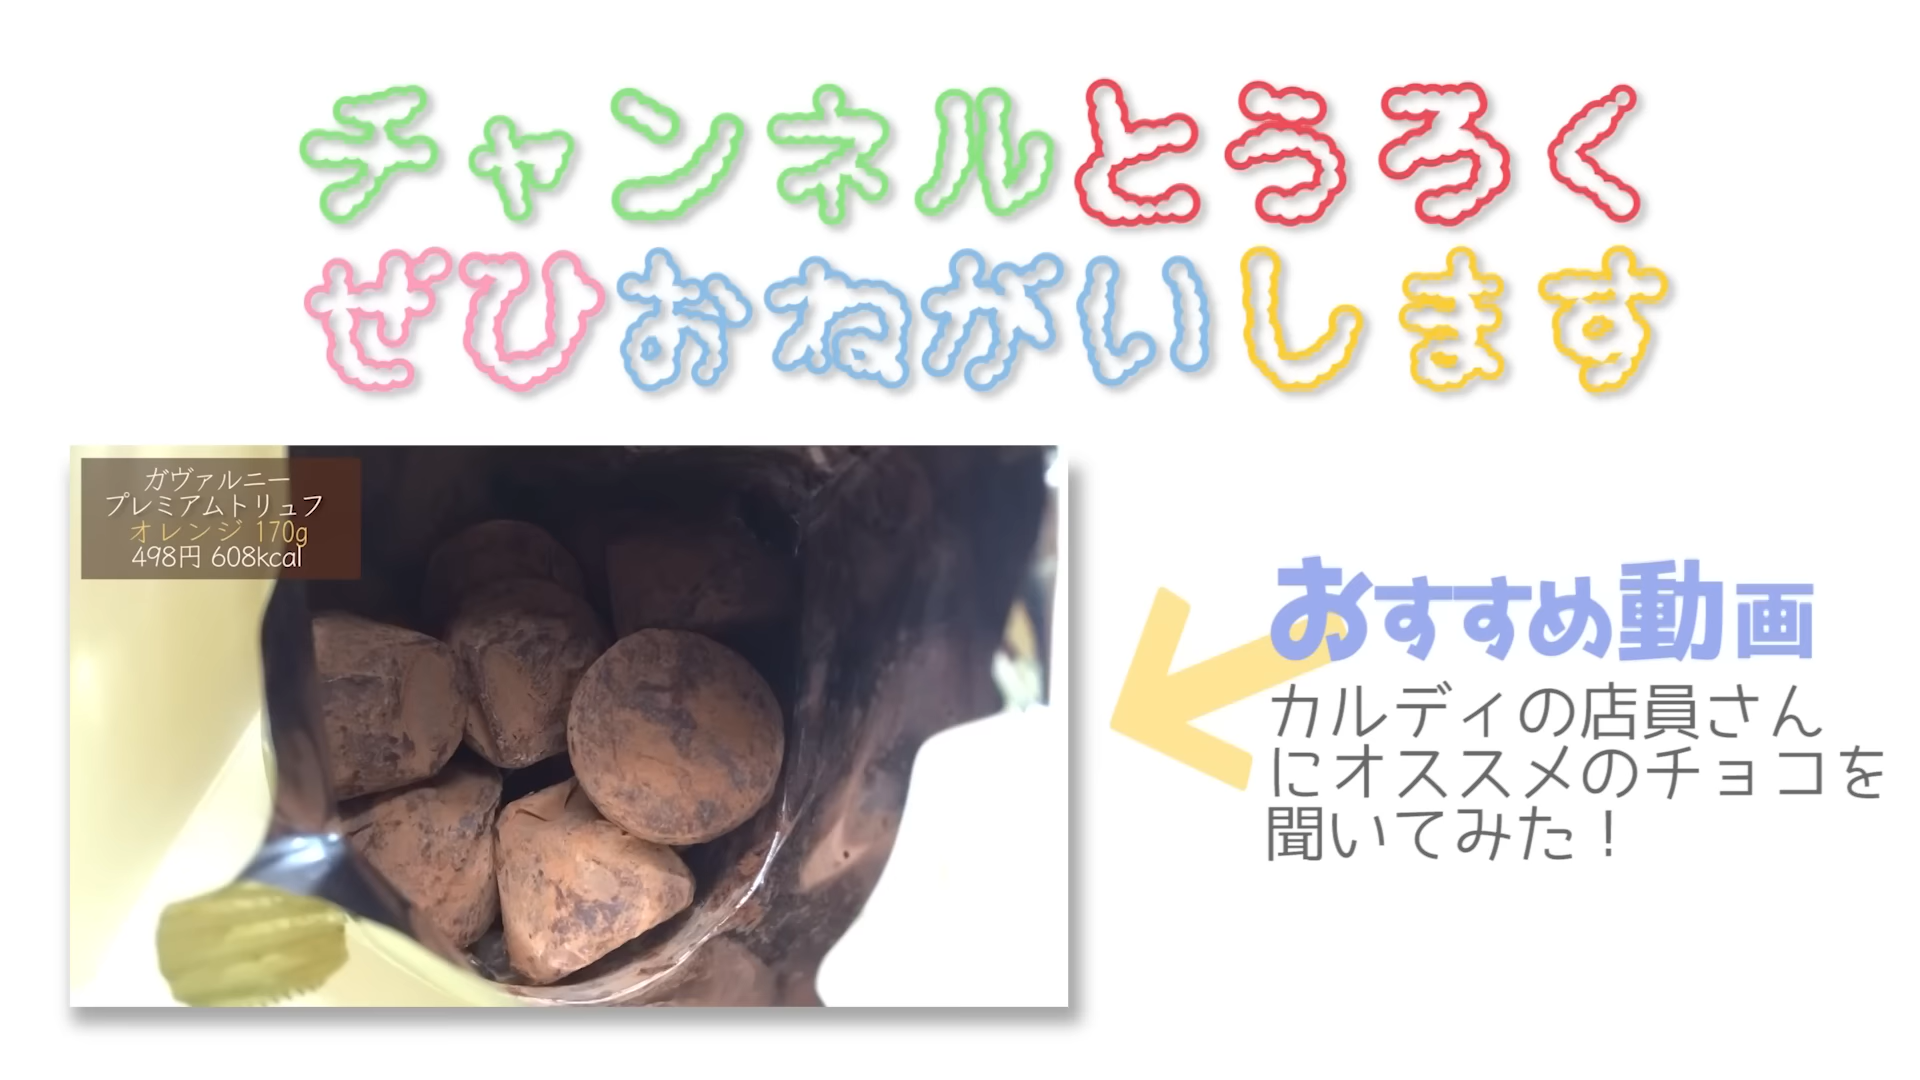 チャンネルとうろく
ぜひおねがいします
ガヴァルニー
プレミアムトリュフ
オレンジ 170g
498円 608kcal
おすすめ動画
カルディの店員さん
にオススメのチョコを
聞いてみた！